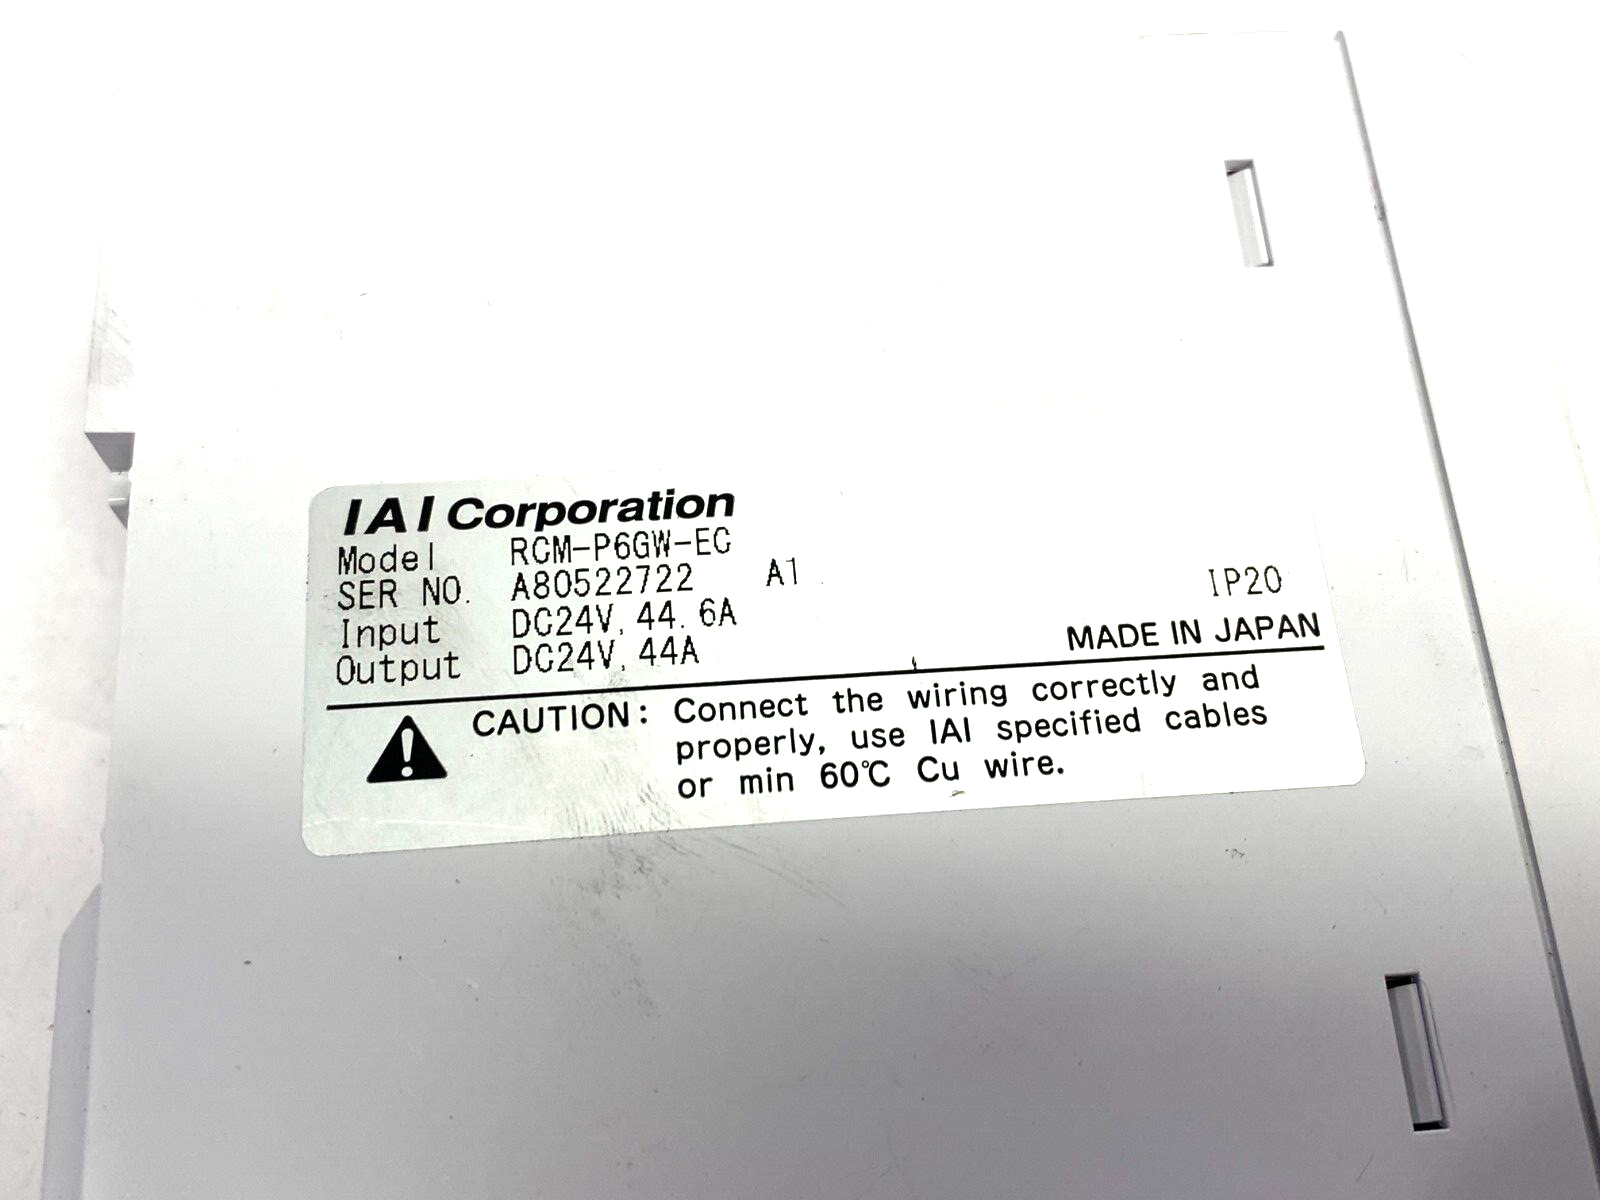 IAI Corporation
Model RCM-P6GW-EC
SER NO. A80522722 A1
Input DC24V, 44.6A
Output DC24V, 44A
IP20
MADE IN JAPAN
CAUTION: Connect the wiring correctly and
properly, use IAI specified cables
or min 60℃ Cu wire.